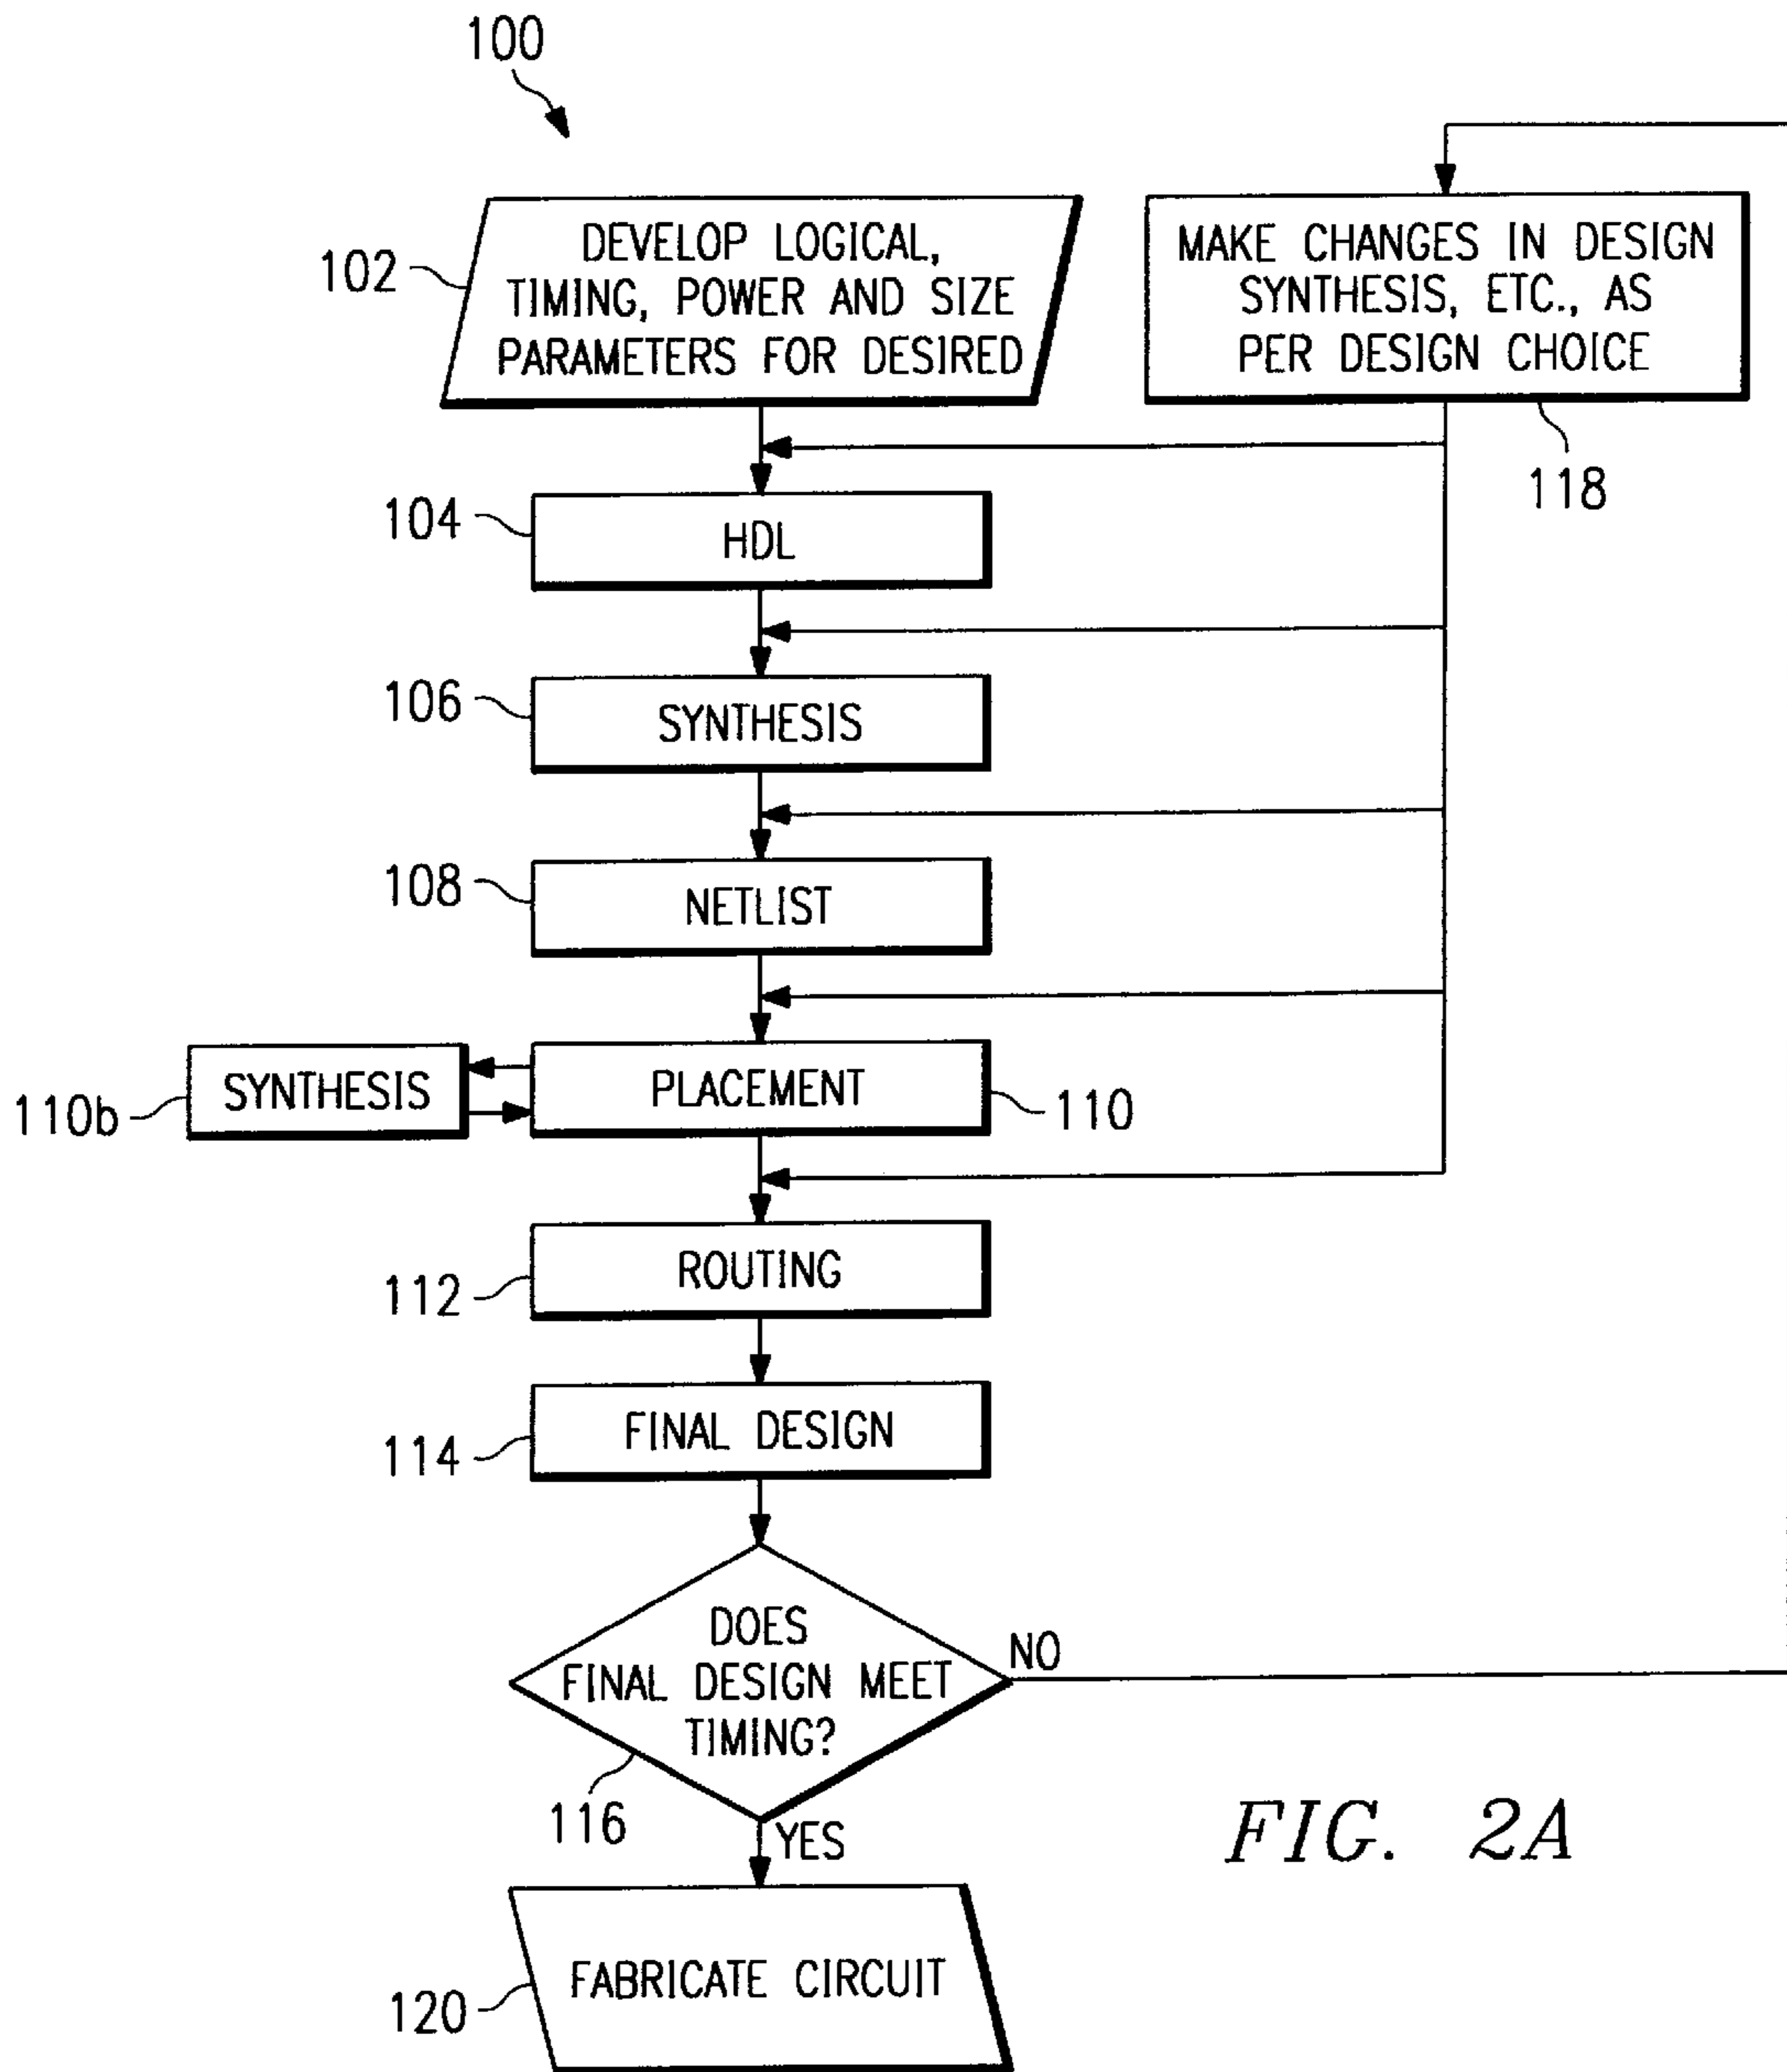 100
102
DEVELOP LOGICAL,
TIMING, POWER AND SIZE
PARAMETERS FOR DESIRED
MAKE CHANGES IN DESIGN
SYNTHESIS, ETC., AS
PER DESIGN CHOICE
118
104
HDL
106
SYNTHESIS
108
NETLIST
110b
SYNTHESIS
PLACEMENT
110
112
ROUTING
114
FINAL DESIGN
DOES
FINAL DESIGN MEET
TIMING?
NO
116
YES
120
FABRICATE CIRCUIT
FIG. 2A